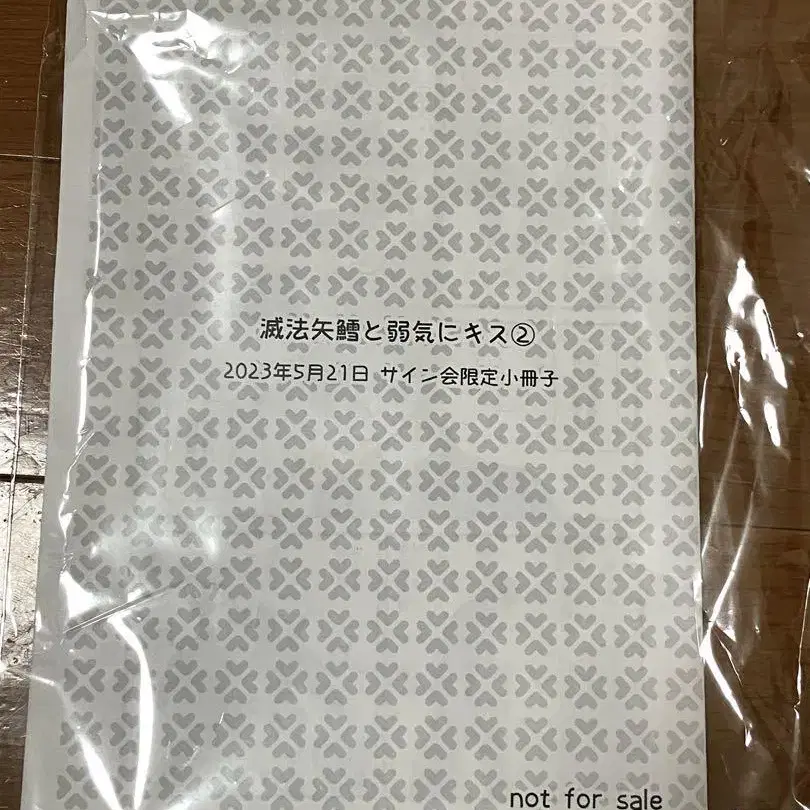 滅法矢鱈と弱気にキス②
2023年5月21日 サイン会限定小冊子
not for sale